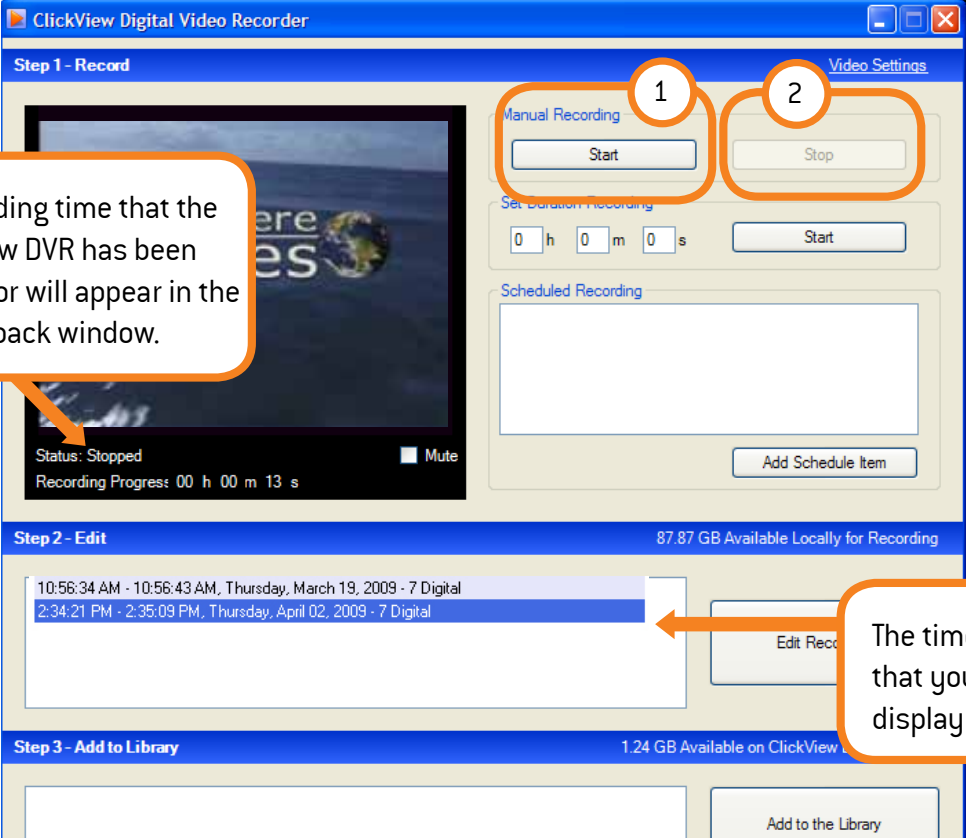 ClickView Digital Video Recorder
Step 1 - Record
Video Settings
1
2
Manual Recording
Start
Stop
ding time that the
w DVR has been
or will appear in the
back window.
ere
es
Set Duration Recording
0 h 0 m 0 s
Start
Scheduled Recording
Status: Stopped
Mute
Recording Progress 00 h 00 m 13 s
Add Schedule Item
Step 2 - Edit
87.87 GB Available Locally for Recording
10:56:34 AM - 10:56:43 AM, Thursday, March 19, 2009 - 7 Digital
2:34:21 PM - 2:35:09 PM, Thursday, April 02, 2009 - 7 Digital
Edit Reco
The time
that you
display
Step 3 - Add to Library
1.24 GB Available on ClickView
Add to the Library